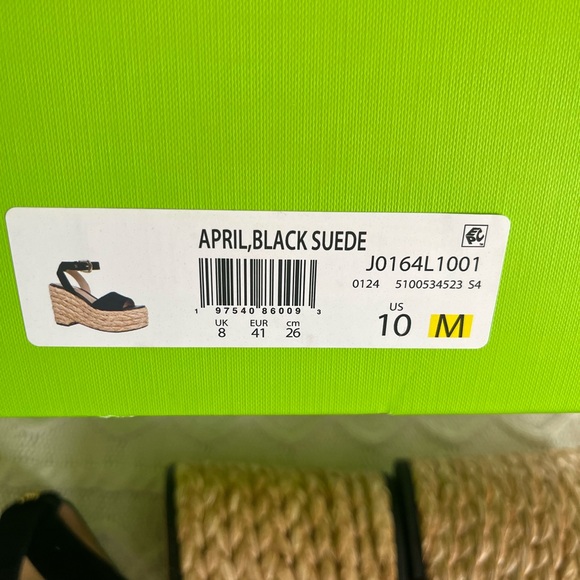 APRIL,BLACK SUEDE
J0164L1001
0124 5100534523 S4
1 97540 86009 3
UK EUR cm
8 41 26
US
10 M